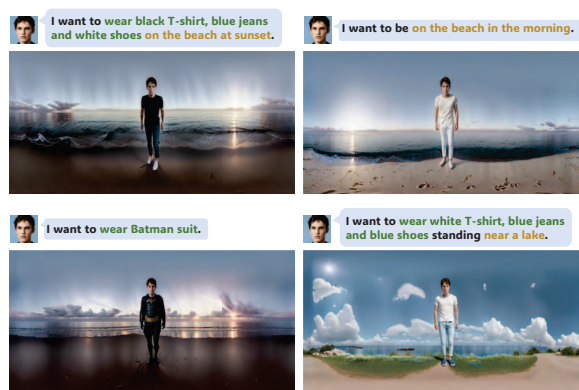 I want to wear black T-shirt, blue jeans
and white shoes on the beach at sunset.
I want to be on the beach in the morning.
I want to wear Batman suit.
I want to wear white T-shirt, blue jeans
and blue shoes standing near a lake.